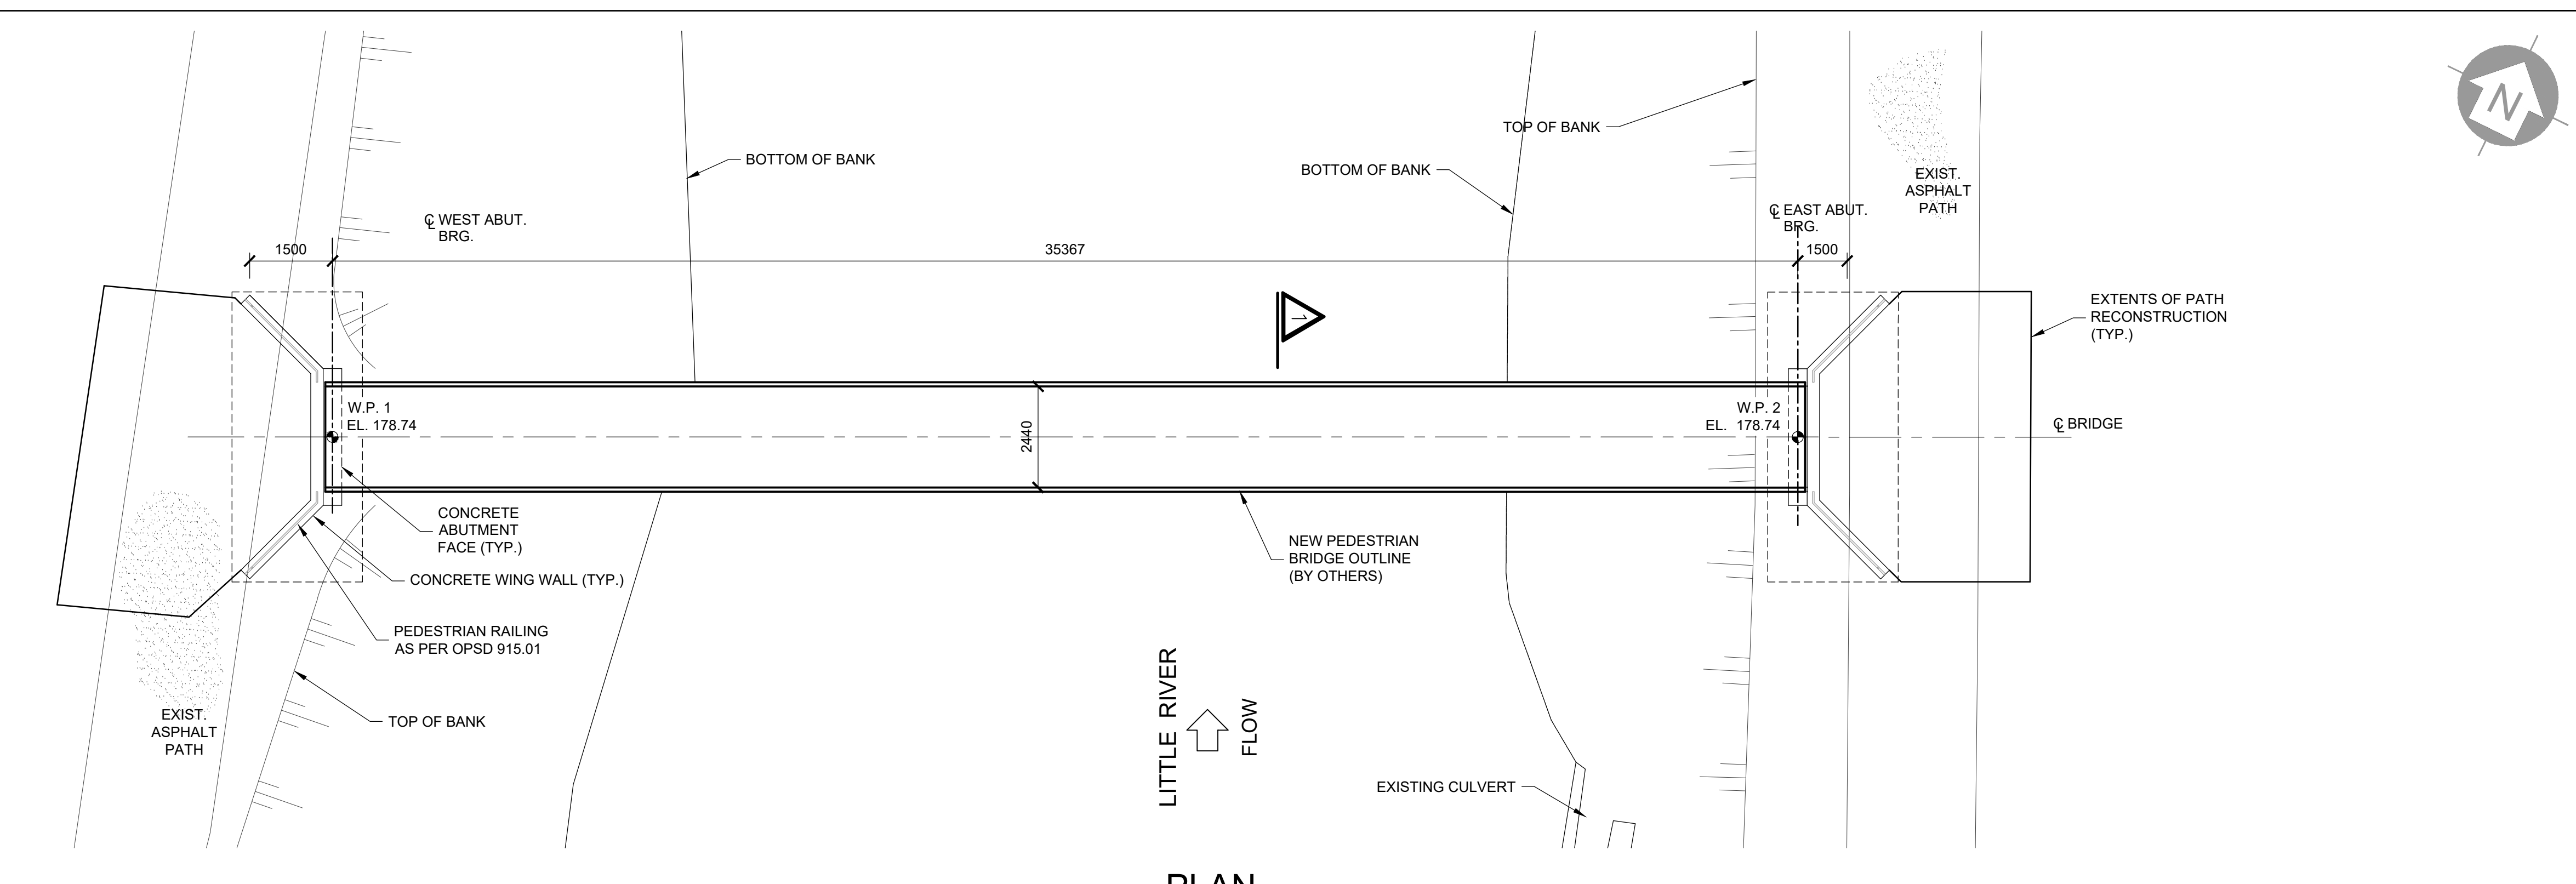 N
TOP OF BANK
BOTTOM OF BANK
BOTTOM OF BANK
EXIST.
ASPHALT
PATH
℄ WEST ABUT.
BRG.
℄ EAST ABUT.
BRG.
1500
35367
1500
1
EXTENTS OF PATH
RECONSTRUCTION
(TYP.)
W.P. 1
EL. 178.74
2440
W.P. 2
EL. 178.74
℄ BRIDGE
CONCRETE
ABUTMENT
FACE (TYP.)
NEW PEDESTRIAN
BRIDGE OUTLINE
(BY OTHERS)
CONCRETE WING WALL (TYP.)
PEDESTRIAN RAILING
AS PER OPSD 915.01
LITTLE RIVER
FLOW
EXIST.
ASPHALT
PATH
TOP OF BANK
EXISTING CULVERT
PLAN